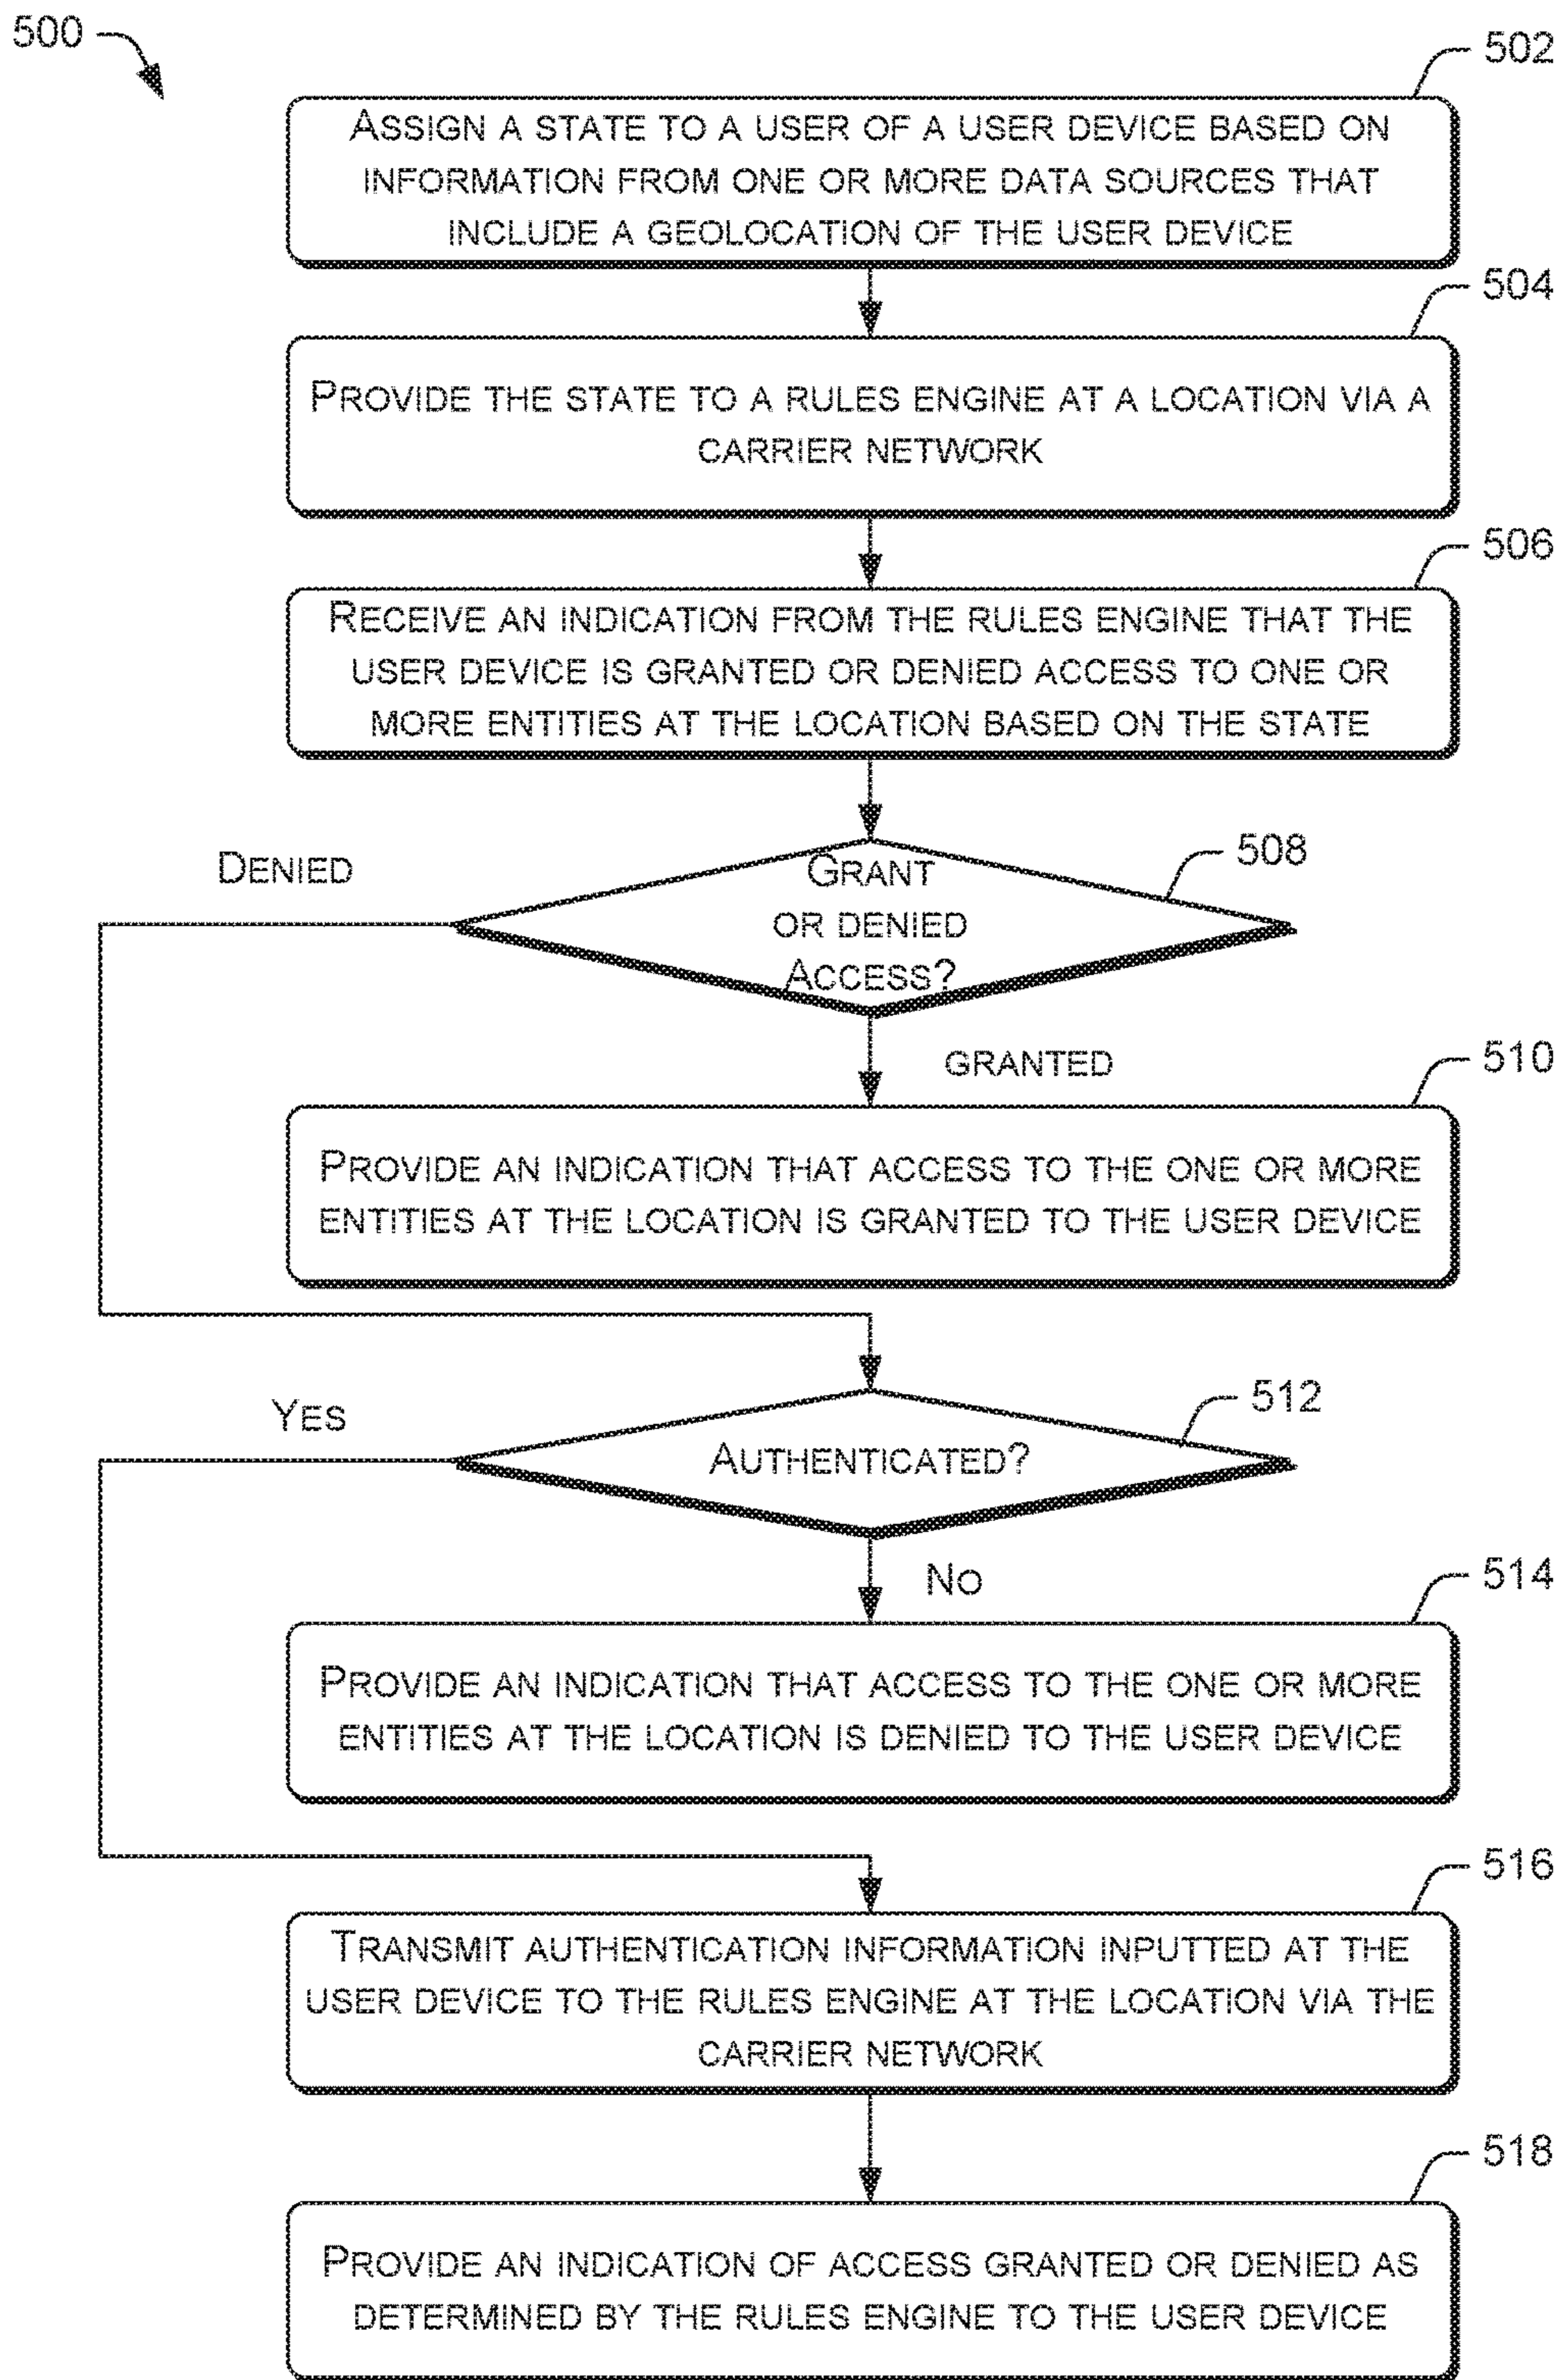 500
502
ASSIGN A STATE TO A USER OF A USER DEVICE BASED ON
INFORMATION FROM ONE OR MORE DATA SOURCES THAT
INCLUDE A GEOLOCATION OF THE USER DEVICE
504
PROVIDE THE STATE TO A RULES ENGINE AT A LOCATION VIA A
CARRIER NETWORK
506
RECEIVE AN INDICATION FROM THE RULES ENGINE THAT THE
USER DEVICE IS GRANTED OR DENIED ACCESS TO ONE OR
MORE ENTITIES AT THE LOCATION BASED ON THE STATE
508
DENIED
GRANT
OR DENIED
ACCESS?
GRANTED
510
PROVIDE AN INDICATION THAT ACCESS TO THE ONE OR MORE
ENTITIES AT THE LOCATION IS GRANTED TO THE USER DEVICE
512
YES
AUTHENTICATED?
NO
514
PROVIDE AN INDICATION THAT ACCESS TO THE ONE OR MORE
ENTITIES AT THE LOCATION IS DENIED TO THE USER DEVICE
516
TRANSMIT AUTHENTICATION INFORMATION INPUTTED AT THE
USER DEVICE TO THE RULES ENGINE AT THE LOCATION VIA THE
CARRIER NETWORK
518
PROVIDE AN INDICATION OF ACCESS GRANTED OR DENIED AS
DETERMINED BY THE RULES ENGINE TO THE USER DEVICE